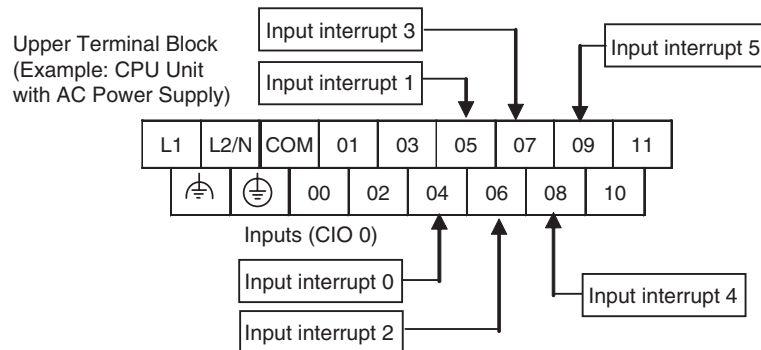 Input interrupt 3
Upper Terminal Block
(Example: CPU Unit
with AC Power Supply)
Input interrupt 5
Input interrupt 1
L1 L2/N COM 01 03 05 07 09 11
00 02 04 06 08 10
Inputs (CIO 0)
Input interrupt 0
Input interrupt 4
Input interrupt 2